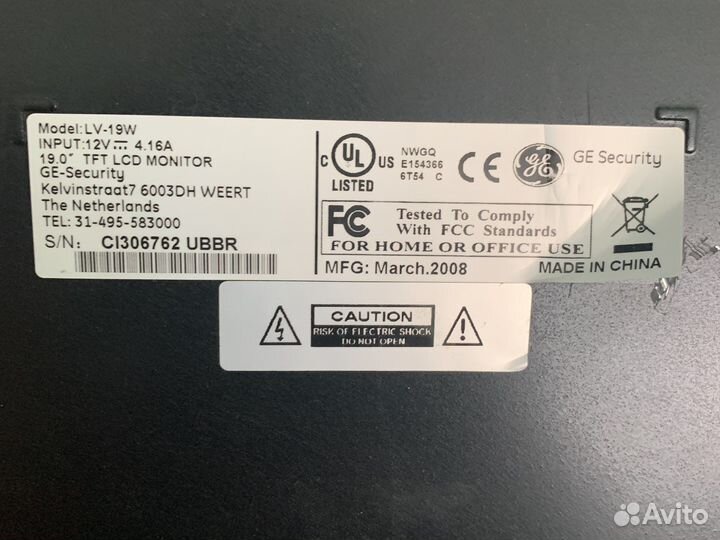 Model:LV-19W
INPUT:12V⎓ 4.16A
19.0" TFT LCD MONITOR
GE-Security
Kelvinstraat7 6003DH WEERT
The Netherlands
TEL: 31-495-583000
S/N: CI306762 UBBR
C UL US
LISTED
NWGQ
E154366
6T54 C
CE
GE
GE Security
FC
Tested To Comply
With FCC Standards
FOR HOME OR OFFICE USE
MFG: March.2008
MADE IN CHINA
CAUTION
RISK OF ELECTRIC SHOCK
DO NOT OPEN
Avito